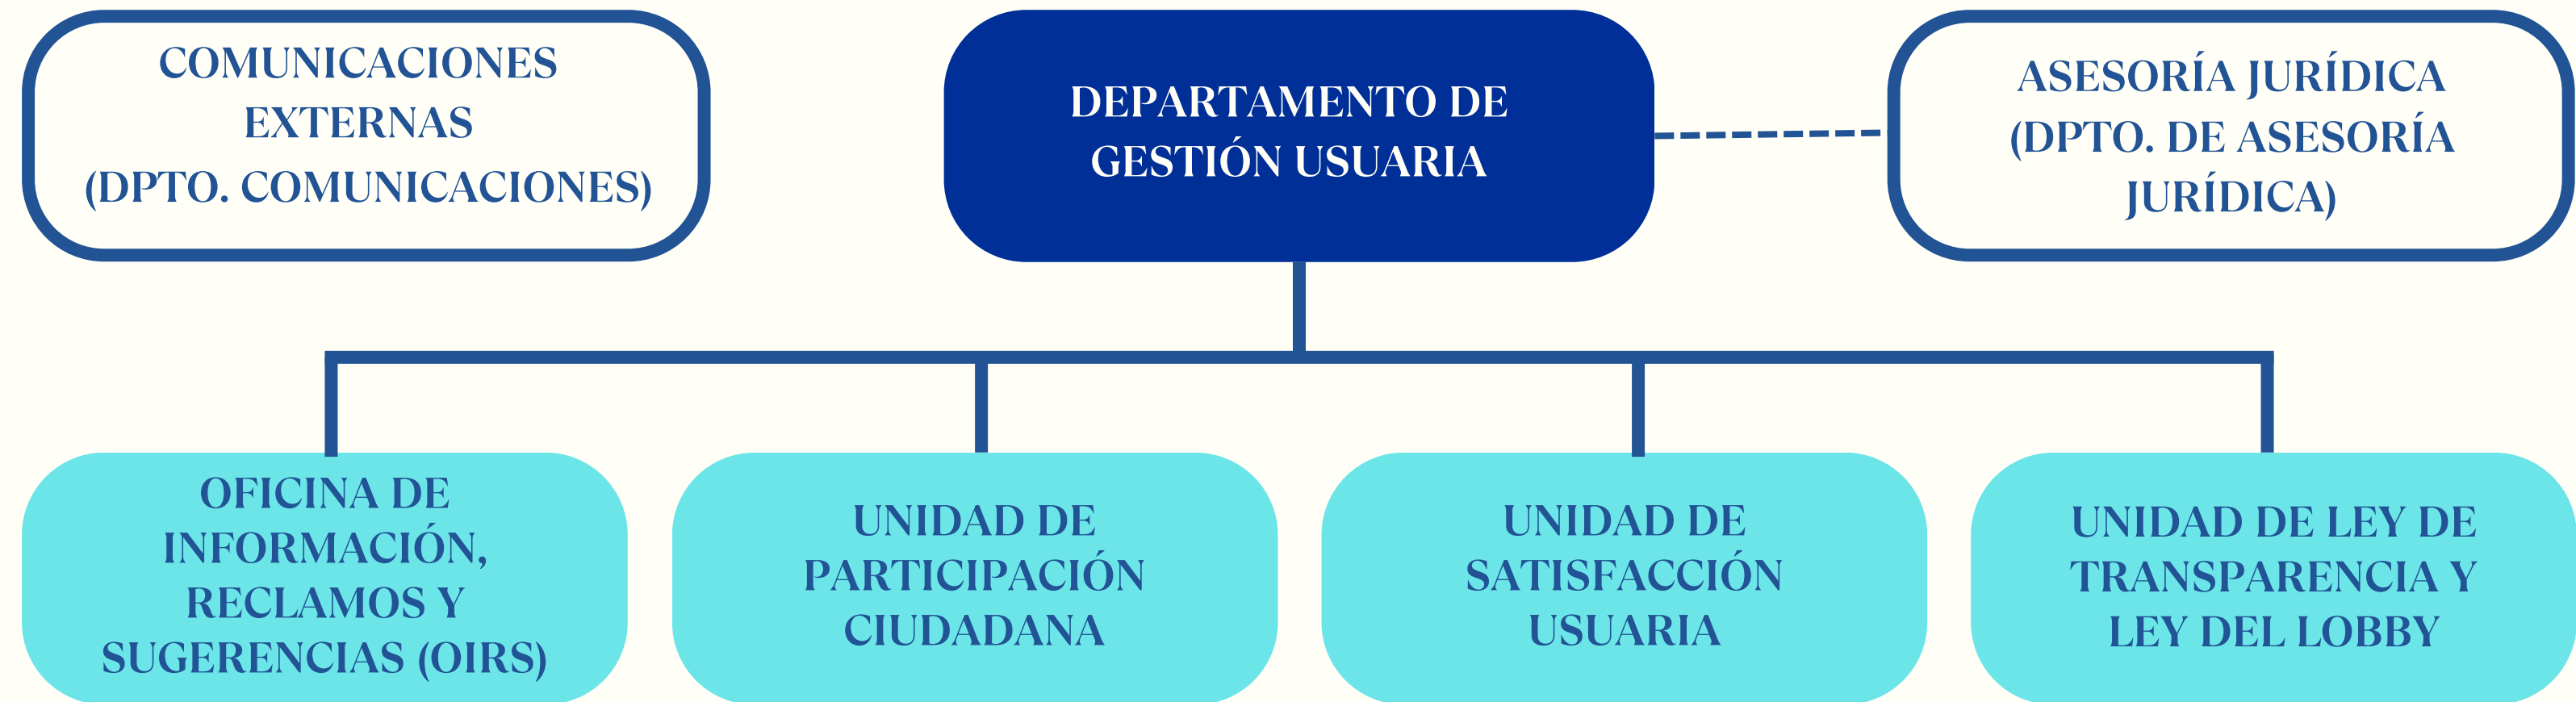 COMUNICACIONES
EXTERNAS
(DPTO. COMUNICACIONES)
DEPARTAMENTO DE
GESTIÓN USUARIA
ASESORÍA JURÍDICA
(DPTO. DE ASESORÍA
JURÍDICA)
OFICINA DE
INFORMACIÓN,
RECLAMOS Y
SUGERENCIAS (OIRS)
UNIDAD DE
PARTICIPACIÓN
CIUDADANA
UNIDAD DE
SATISFACCIÓN
USUARIA
UNIDAD DE LEY DE
TRANSPARENCIA Y
LEY DEL LOBBY